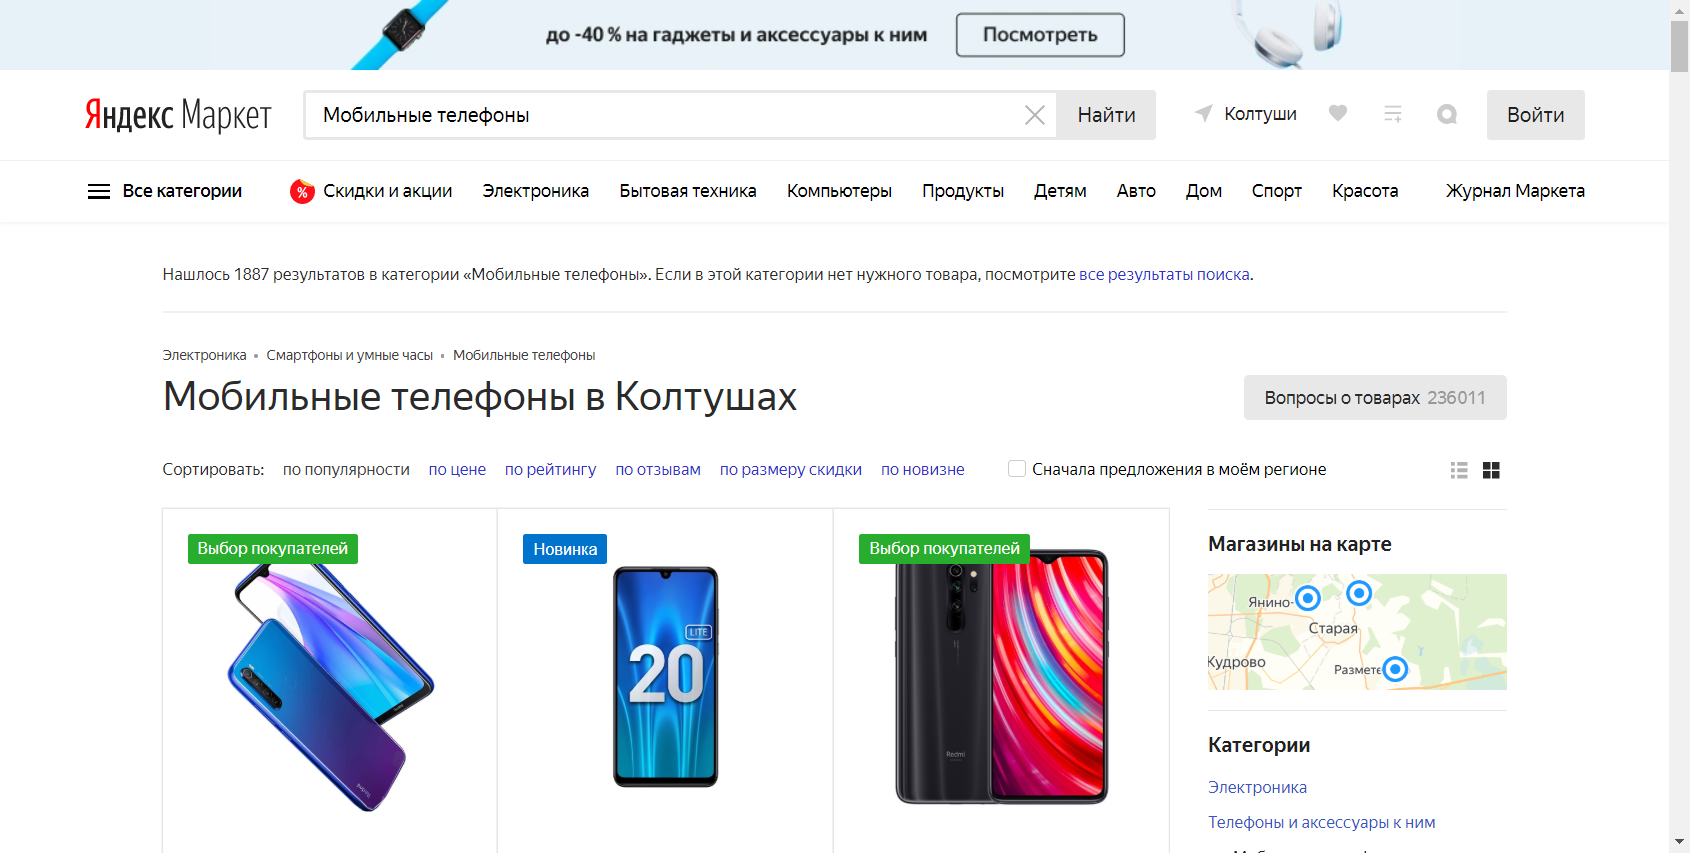 до -40 % на гаджеты и аксессуары к ним
Посмотреть
Яндекс Маркет
Мобильные телефоны
Найти
Колтуши
Войти
Все категории
% Скидки и акции
Электроника
Бытовая техника
Компьютеры
Продукты
Детям
Авто
Дом
Спорт
Красота
Журнал Маркета
Нашлось 1887 результатов в категории «Мобильные телефоны». Если в этой категории нет нужного товара, посмотрите все результаты поиска.
Электроника • Смартфоны и умные часы • Мобильные телефоны
Мобильные телефоны в Колтушах
Вопросы о товарах 236011
Сортировать: по популярности по цене по рейтингу по отзывам по размеру скидки по новизне
Сначала предложения в моём регионе
Выбор покупателей
Новинка
LITE
20
Выбор покупателей
Redmi
Магазины на карте
Янино-
Старая
Кудрово
Размете
Категории
Электроника
Телефоны и аксессуары к ним